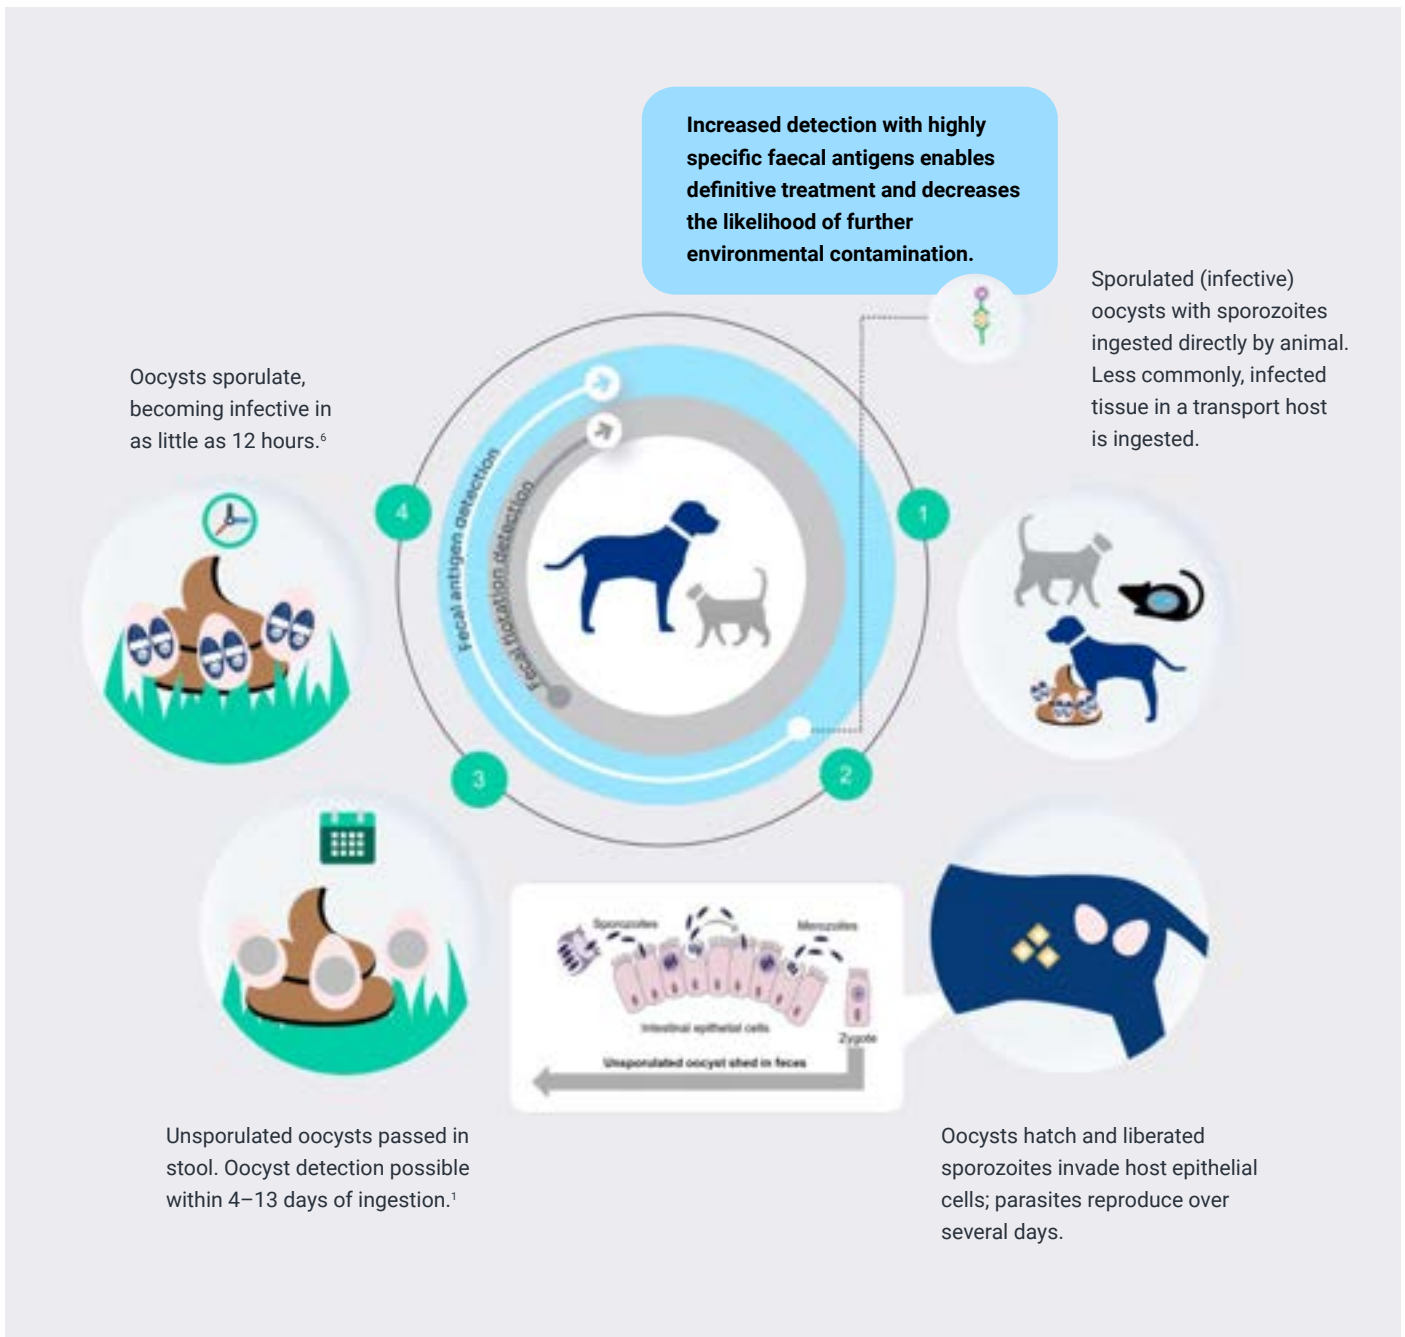 Increased detection with highly
specific faecal antigens enables
definitive treatment and decreases
the likelihood of further
environmental contamination.
Sporulated (infective)
oocysts with sporozoites
ingested directly by animal.
Less commonly, infected
tissue in a transport host
is ingested.
Oocysts sporulate,
becoming infective in
as little as 12 hours.⁶
Fecal antigen detection
Fecal flotation detection
4
1
3
2
Sporozoites
Merozoites
Intestinal epithelial cells
Zygote
Unsporulated oocyst shed in feces
Unsporulated oocysts passed in
stool. Oocyst detection possible
within 4–13 days of ingestion.¹
Oocysts hatch and liberated
sporozoites invade host epithelial
cells; parasites reproduce over
several days.